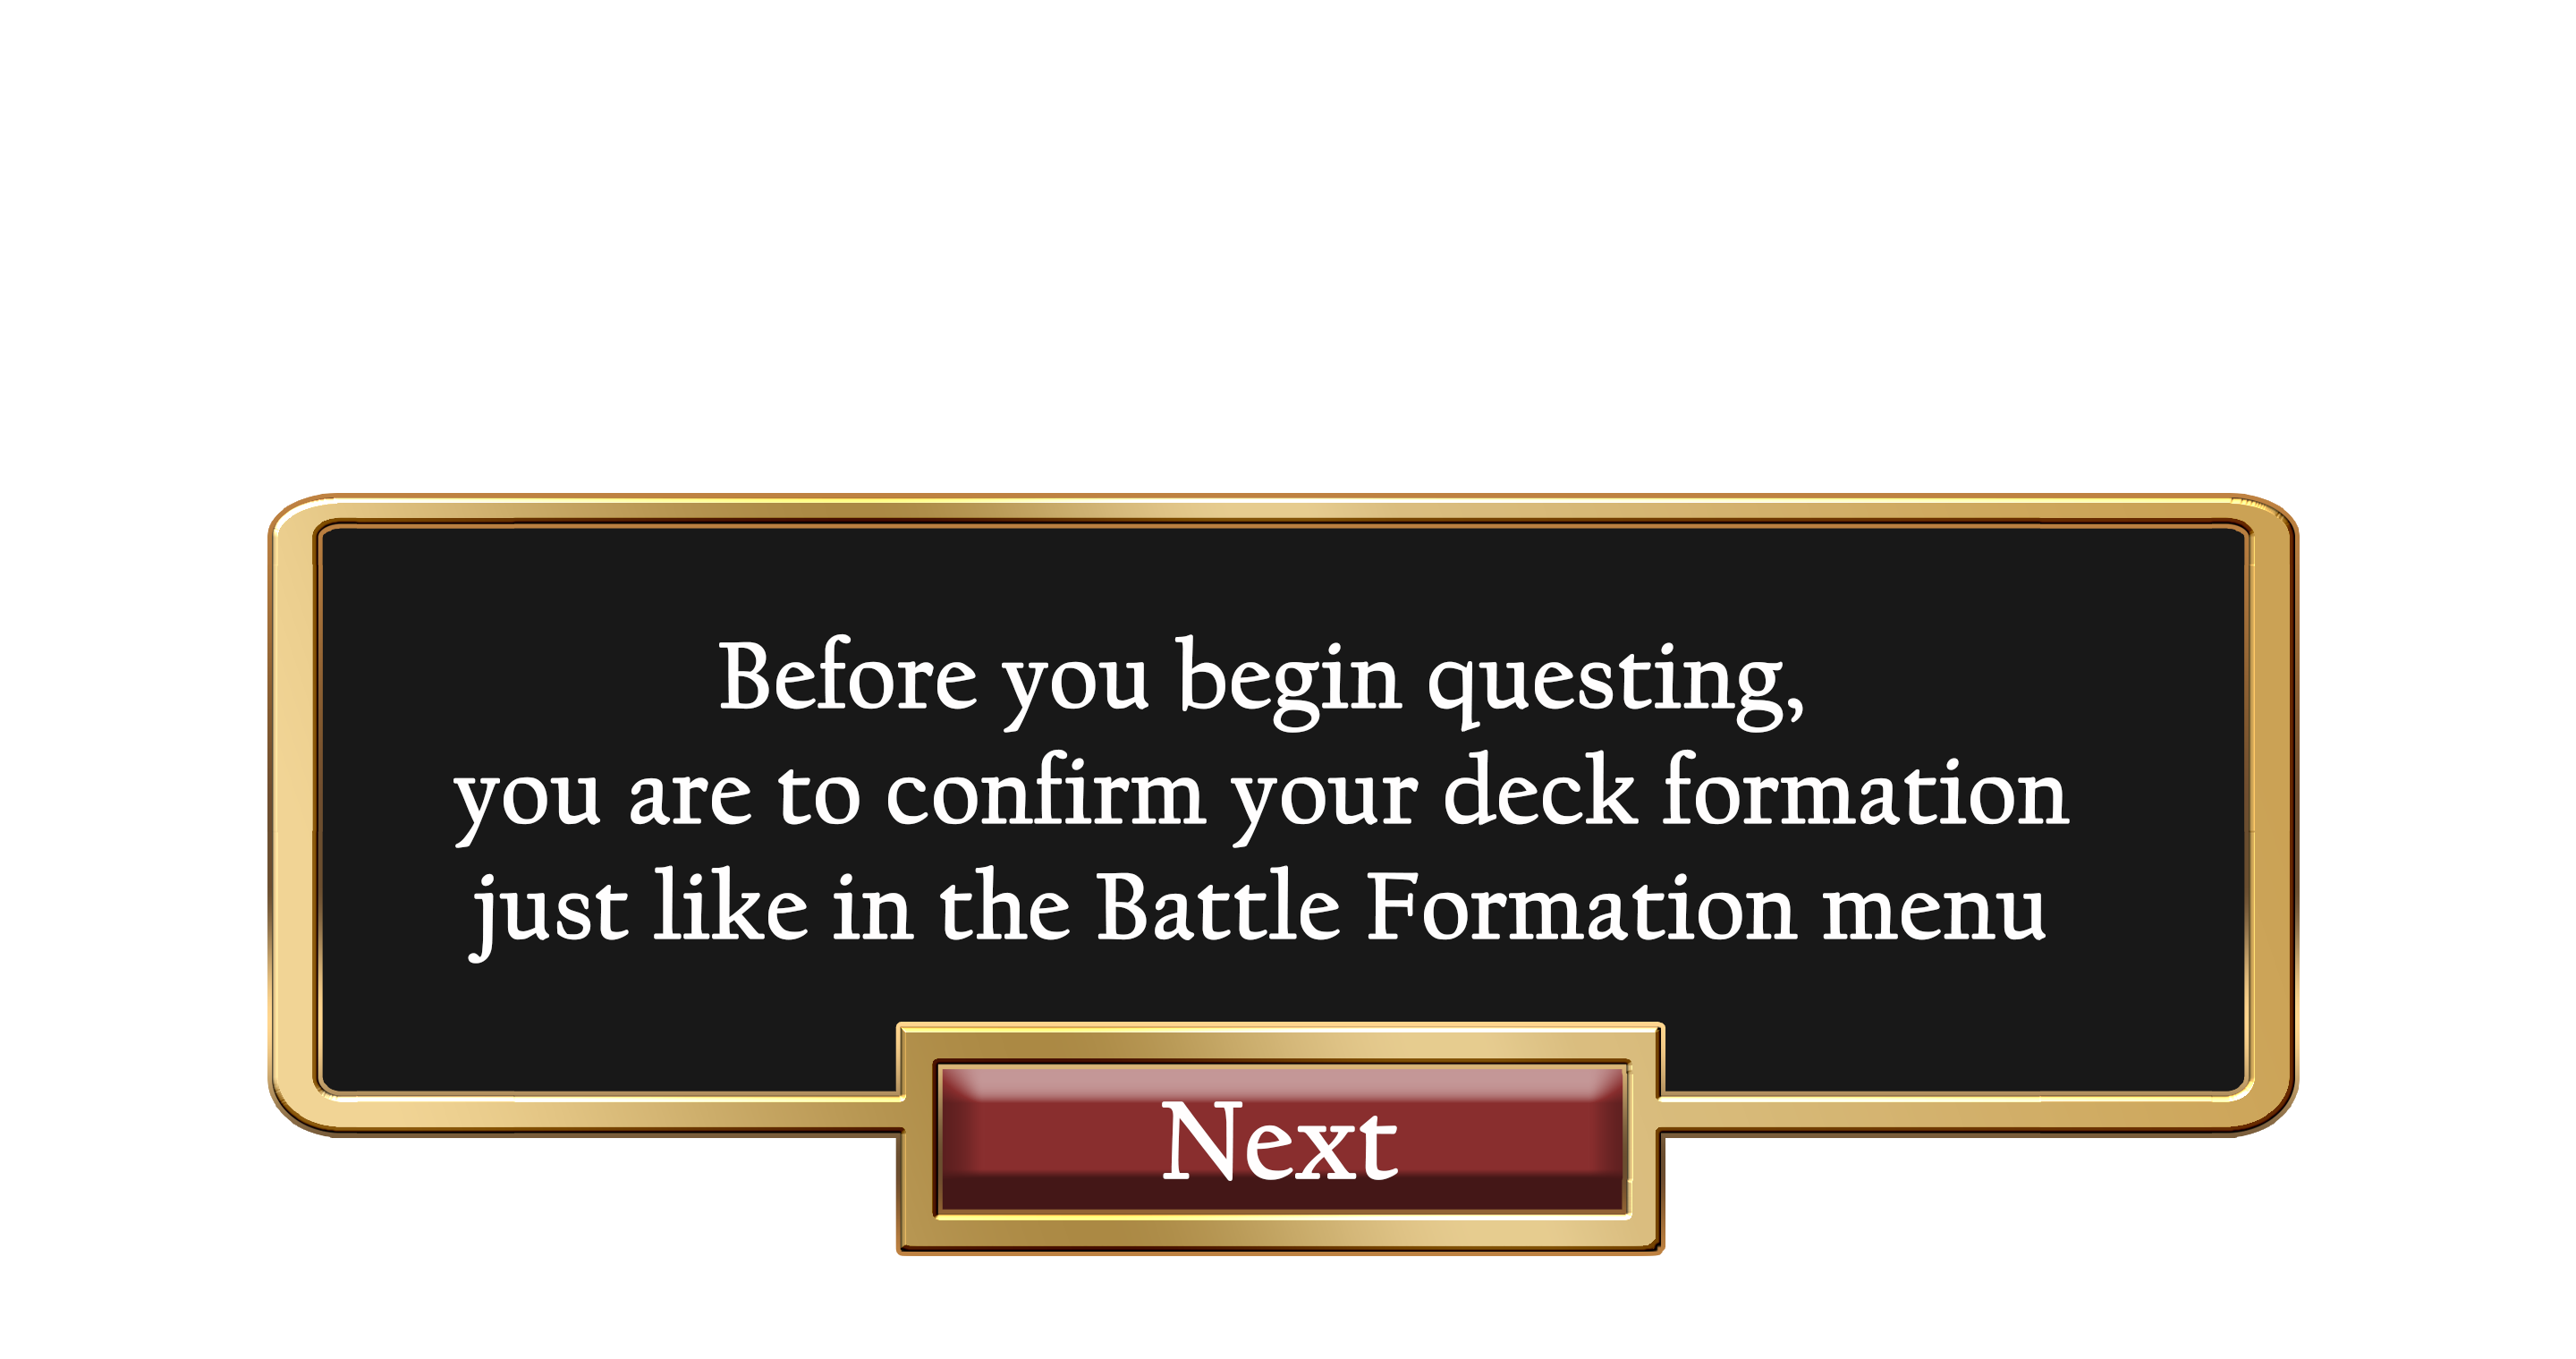 Before you begin questing,
you are to confirm your deck formation
just like in the Battle Formation menu
Next